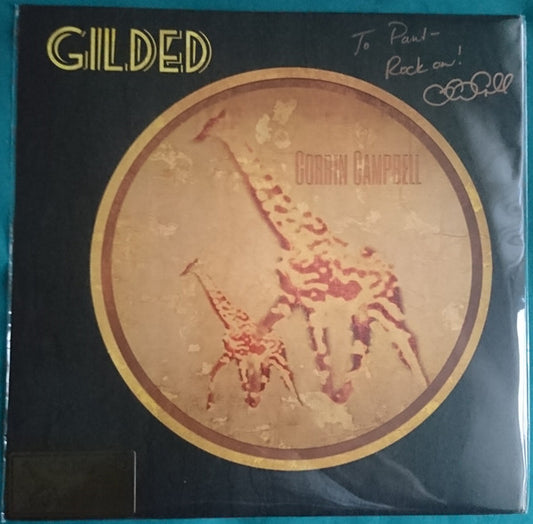 GILDED
To Paul-
Rock on!
CORRIN CAMPBELL